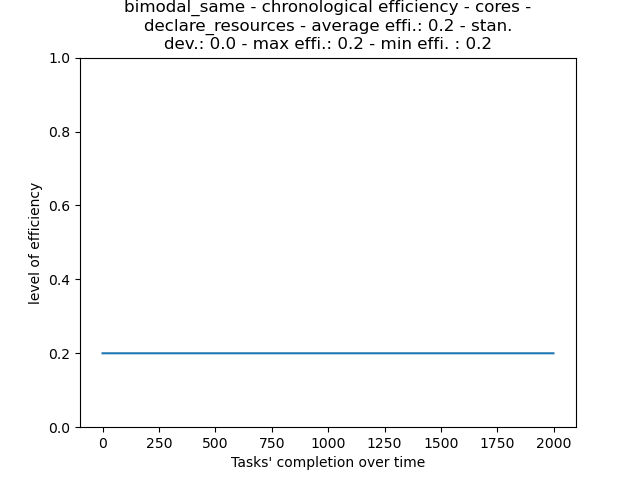 bimodal_same - chronological efficiency - cores -
declare_resources - average effi.: 0.2 - stan.
dev.: 0.0 - max effi.: 0.2 - min effi. : 0.2
1.0
0.8
0.6
0.4
0.2
0.0
level of efficiency
0 250 500 750 1000 1250 1500 1750 2000
Tasks' completion over time